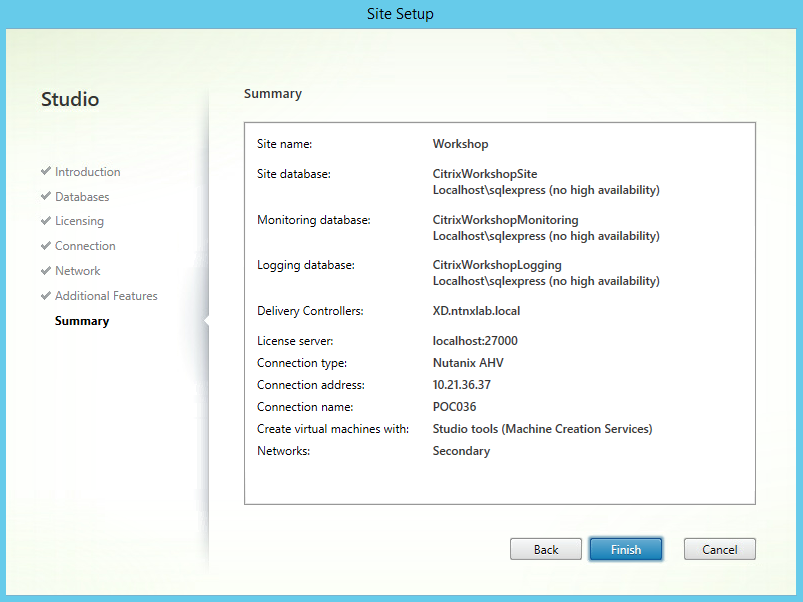 Site Setup
Studio
Introduction
Databases
Licensing
Connection
Network
Additional Features
Summary
Summary
Site name: Workshop
Site database: CitrixWorkshopSite
Localhost\sqlexpress (no high availability)
Monitoring database: CitrixWorkshopMonitoring
Localhost\sqlexpress (no high availability)
Logging database: CitrixWorkshopLogging
Localhost\sqlexpress (no high availability)
Delivery Controllers: XD.ntnxlab.local
License server: localhost:27000
Connection type: Nutanix AHV
Connection address: 10.21.36.37
Connection name: POC036
Create virtual machines with: Studio tools (Machine Creation Services)
Networks: Secondary
Back Finish Cancel